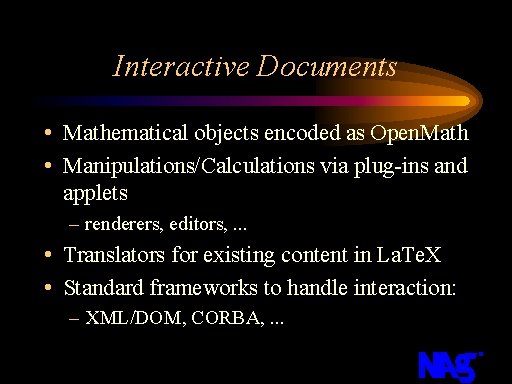 Interactive Documents
• Mathematical objects encoded as OpenMath
• Manipulations/Calculations via plug-ins and
applets
– renderers, editors, ...
• Translators for existing content in LaTeX
• Standard frameworks to handle interaction:
– XML/DOM, CORBA, ...
NAG